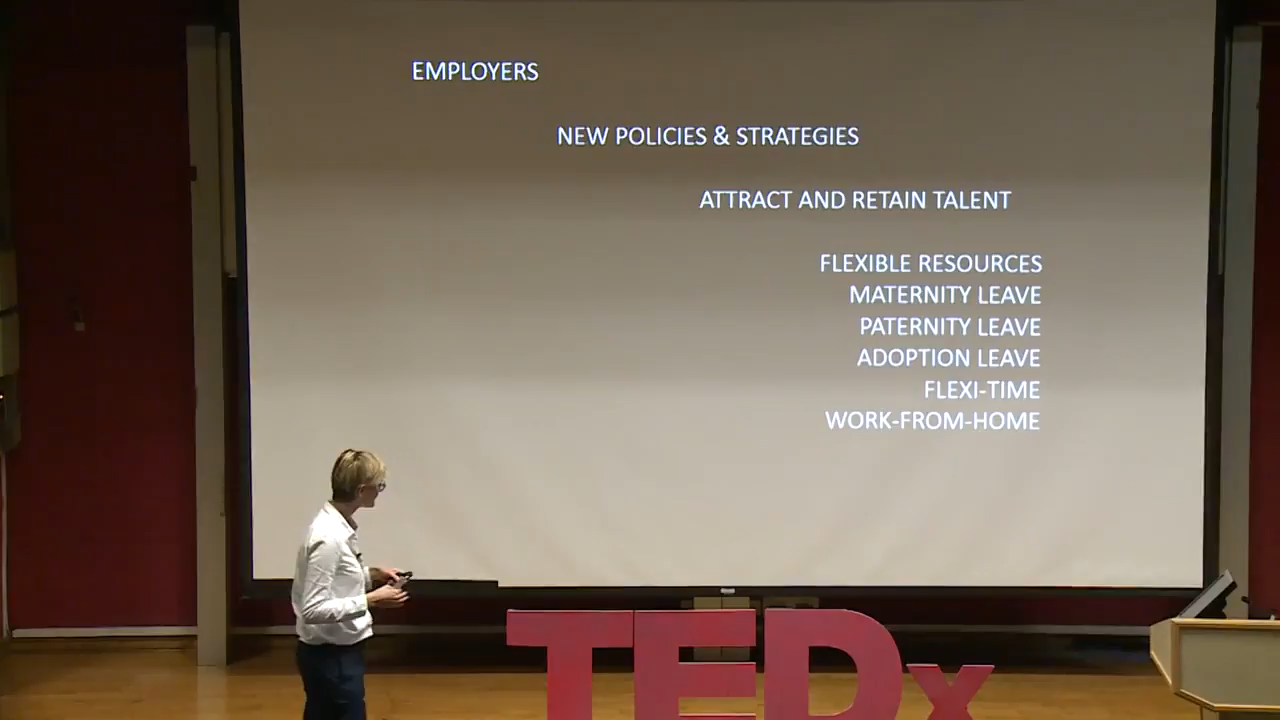 EMPLOYERS
NEW POLICIES & STRATEGIES
ATTRACT AND RETAIN TALENT
FLEXIBLE RESOURCES
MATERNITY LEAVE
PATERNITY LEAVE
ADOPTION LEAVE
FLEXI-TIME
WORK-FROM-HOME
TEDx